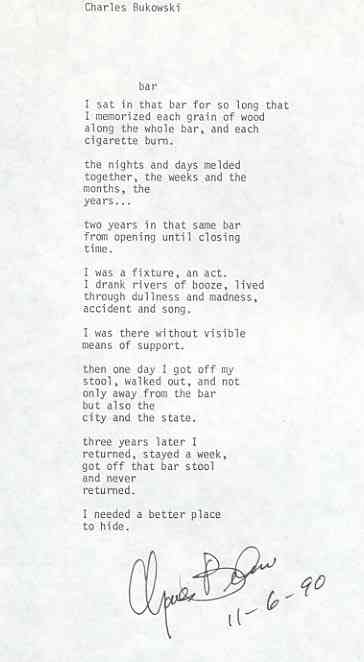 Charles Bukowski
bar
I sat in that bar for so long that
I memorized each grain of wood
along the whole bar, and each
cigarette burn.
the nights and days melded
together, the weeks and the
months, the
years...
two years in that same bar
from opening until closing
time.
I was a fixture, an act.
I drank rivers of booze, lived
through dullness and madness,
accident and song.
I was there without visible
means of support.
then one day I got off my
stool, walked out, and not
only away from the bar
but also the
city and the state.
three years later I
returned, stayed a week,
got off that bar stool
and never
returned.
I needed a better place
to hide.
11-6-90